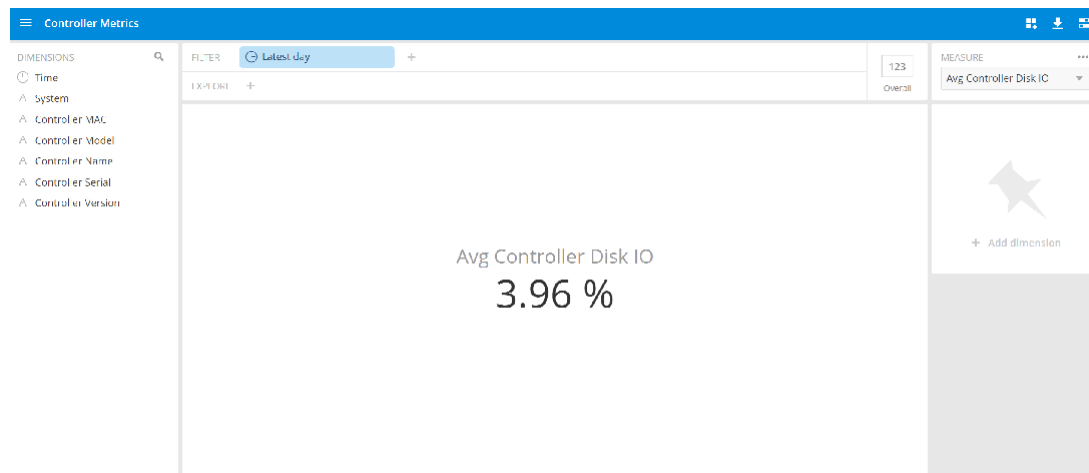 Controller Metrics
DIMENSIONS
Time
A System
A Controller MAC
A Controller Model
A Controller Name
A Controller Serial
A Controller Version
FILTER Latest day +
EXPLORE +
123
Overall
MEASURE ...
Avg Controller Disk IO
+ Add dimension
Avg Controller Disk IO
3.96 %